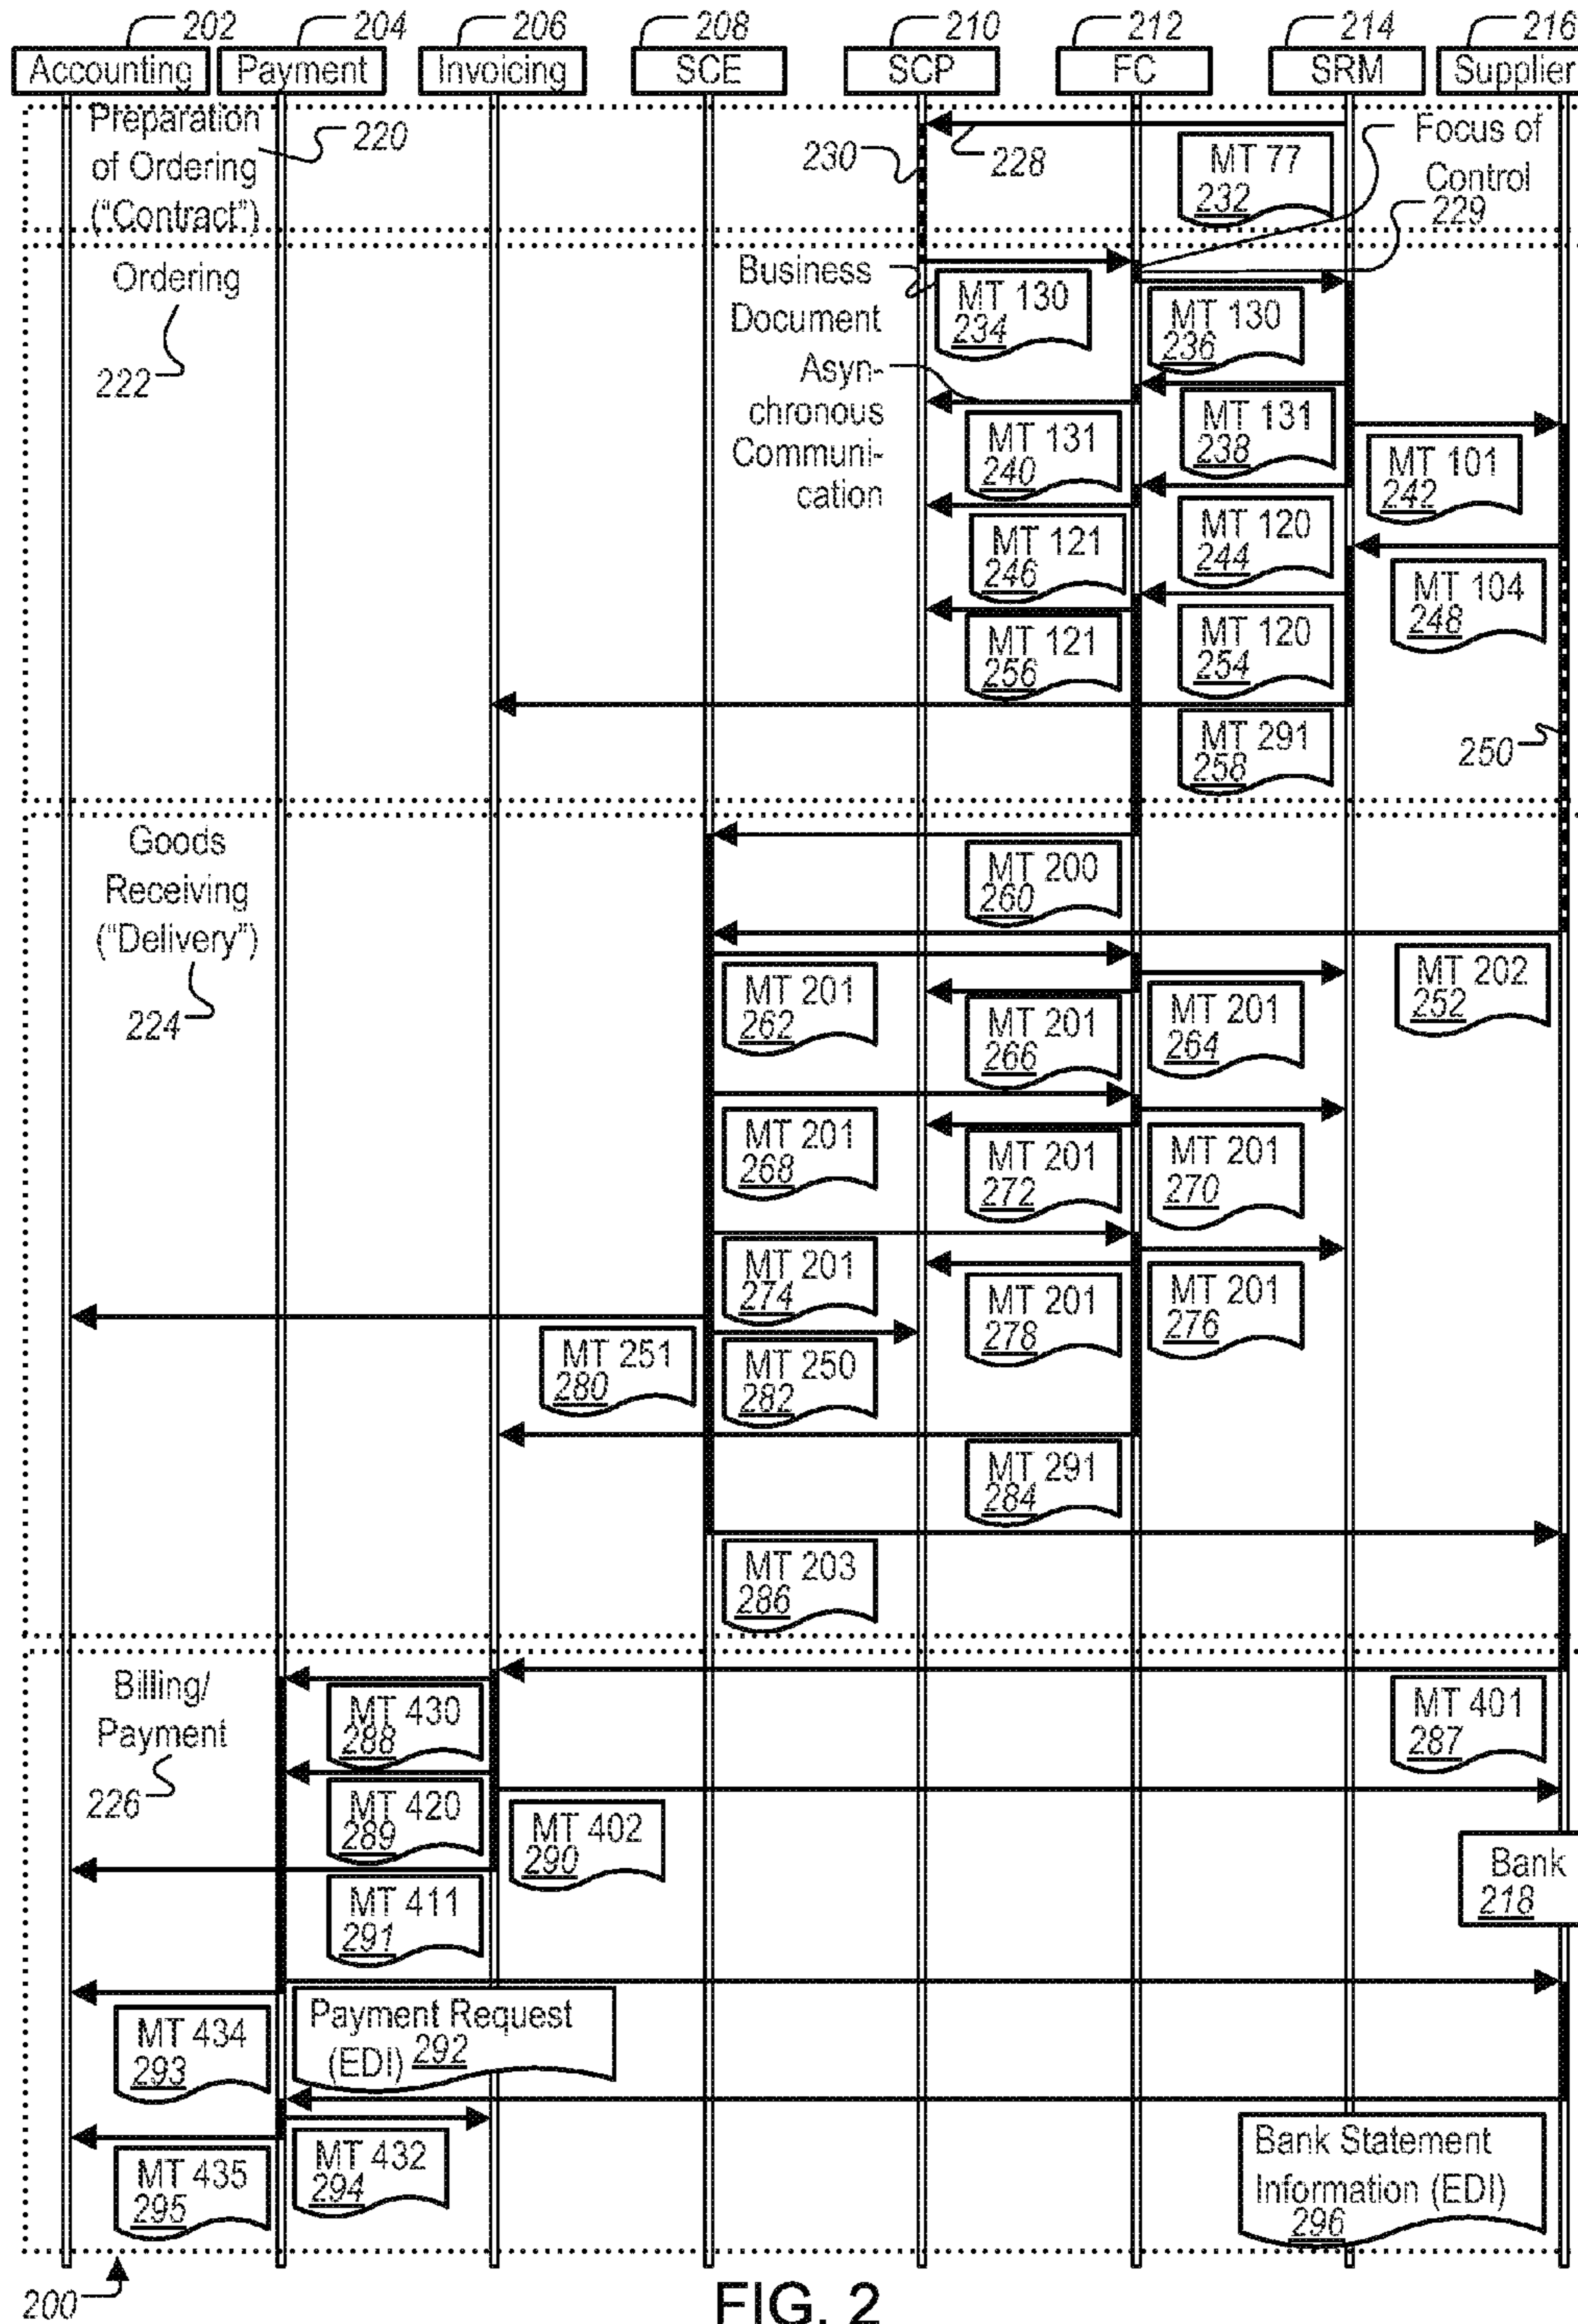 202 204 206 208 210 212 214 216
Accounting Payment Invoicing SCE SCP FC SRM Supplier
Preparation
of Ordering
("Contract")
220
230
228
MT 77
232
Focus of
Control
229
Ordering
222
Business
Document
MT 130
234
MT 130
236
Asyn-
chronous
Communi-
cation
MT 131
240
MT 131
238
MT 101
242
MT 121
246
MT 120
244
MT 104
248
MT 121
256
MT 120
254
MT 291
258
250
Goods
Receiving
("Delivery")
224
MT 200
260
MT 201
262
MT 201
266
MT 201
264
MT 202
252
MT 201
268
MT 201
272
MT 201
270
MT 201
274
MT 201
278
MT 201
276
MT 251
280
MT 250
282
MT 291
284
MT 203
286
Billing/
Payment
226
MT 430
288
MT 401
287
MT 420
289
MT 402
290
MT 411
291
Bank
218
MT 434
293
Payment Request
(EDI) 292
MT 435
295
MT 432
294
Bank Statement
Information (EDI)
296
200
FIG. 2